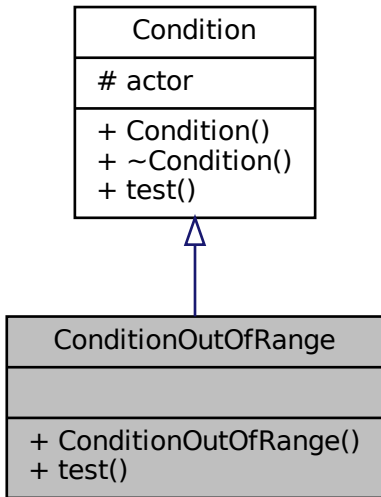 Condition
# actor
+ Condition()
+ ~Condition()
+ test()
ConditionOutOfRange
+ ConditionOutOfRange()
+ test()